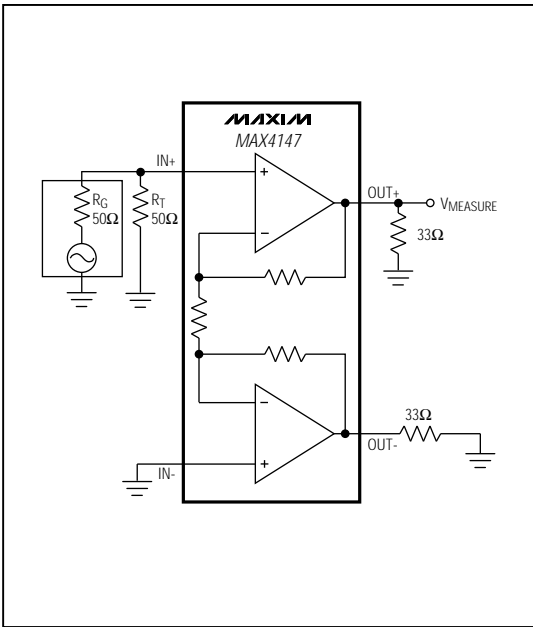 MAXIM
MAX4147
IN+
RG
50Ω
RT
50Ω
+
−
OUT+
VMEASURE
33Ω
−
+
IN-
OUT-
33Ω